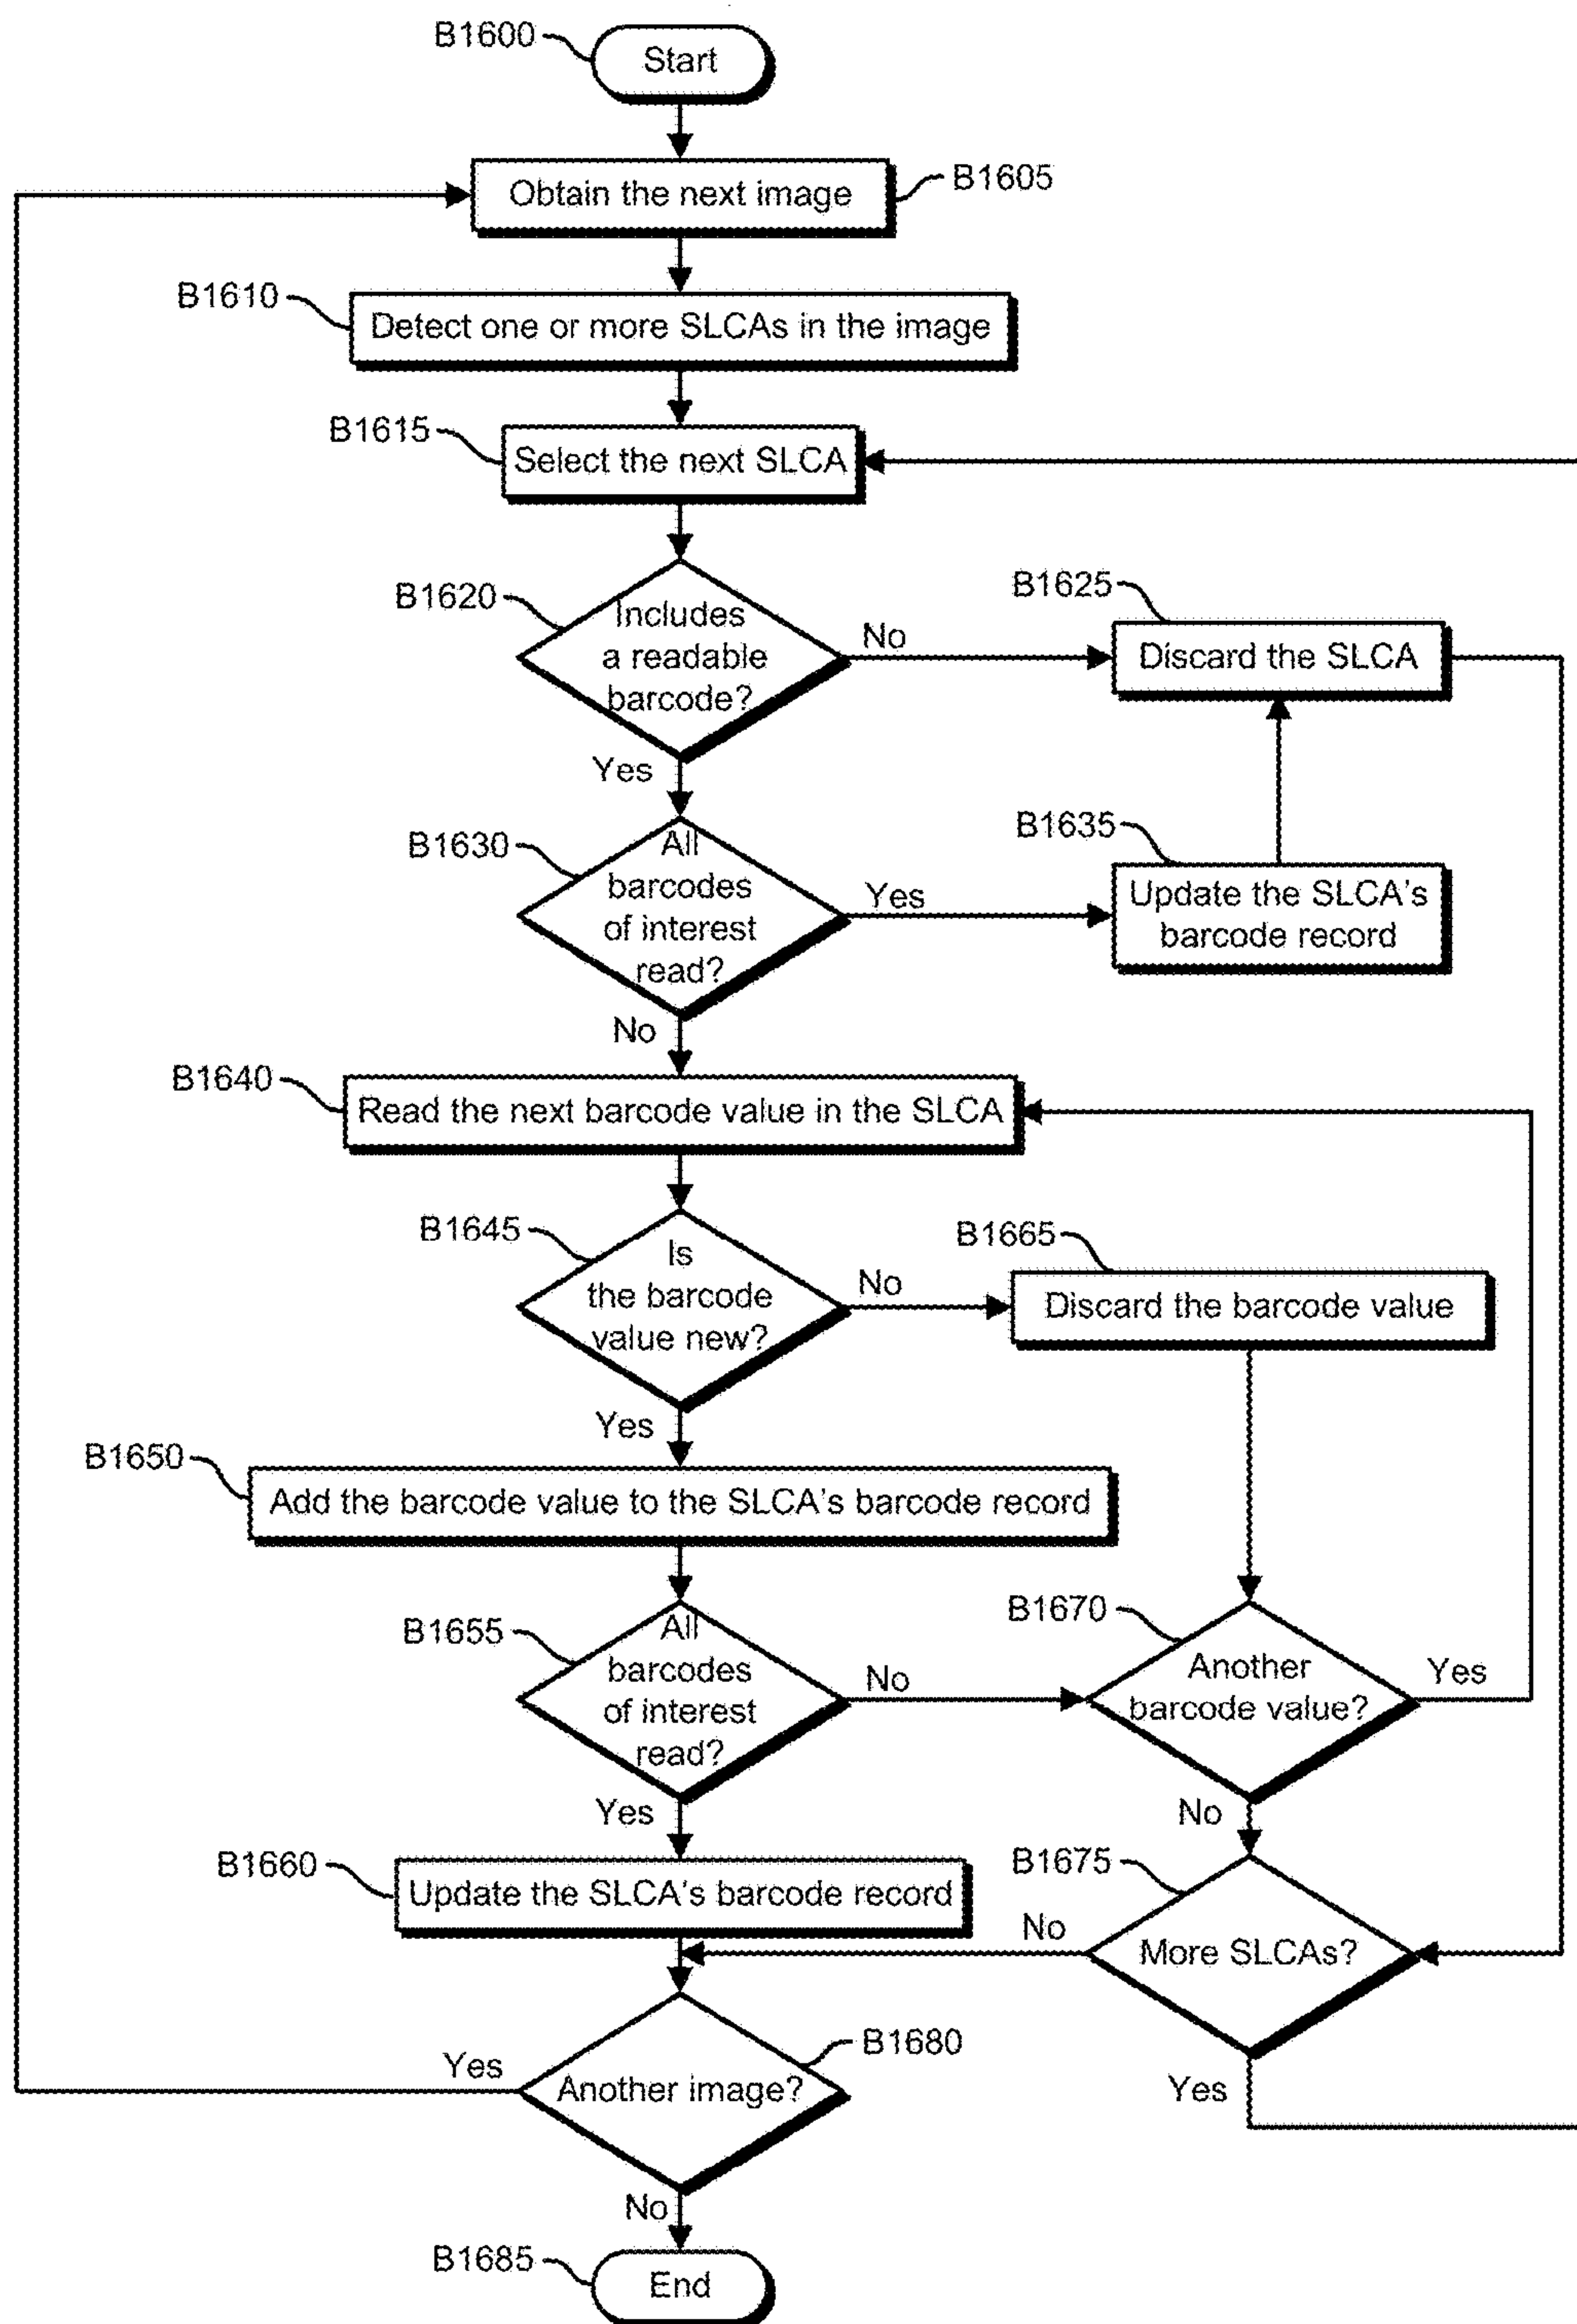 B1600
Start
Obtain the next image
B1605
B1610
Detect one or more SLCAs in the image
B1615
Select the next SLCA
B1620
Includes
a readable
barcode?
No
B1625
Discard the SLCA
Yes
B1630
All
barcodes
of interest
read?
Yes
B1635
Update the SLCA's
barcode record
No
B1640
Read the next barcode value in the SLCA
B1645
Is
the barcode
value new?
No
B1665
Discard the barcode value
Yes
B1650
Add the barcode value to the SLCA's barcode record
B1655
All
barcodes
of interest
read?
No
B1670
Another
barcode value?
Yes
Yes
No
B1660
Update the SLCA's barcode record
B1675
More SLCAs?
No
Yes
B1680
Another image?
Yes
No
B1685
End